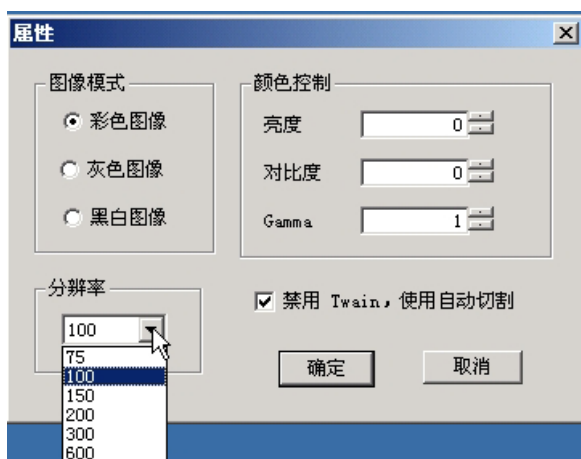 属性
图像模式
彩色图像
灰色图像
黑白图像
颜色控制
亮度 0
对比度 0
Gamma 1
分辨率
100
75
100
150
200
300
600
禁用 Twain，使用自动切割
确定
取消